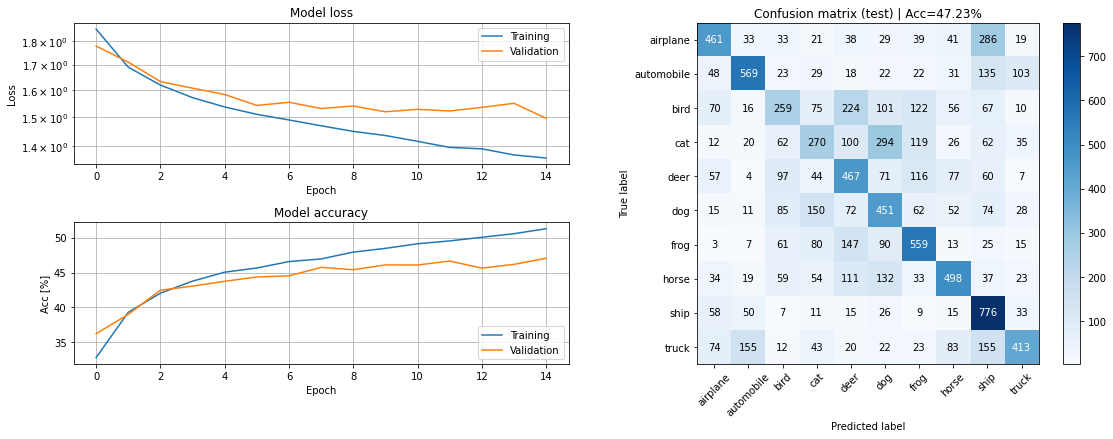 Model loss
1.8 × 10⁰
1.7 × 10⁰
1.6 × 10⁰
1.5 × 10⁰
1.4 × 10⁰
Loss
Training
Validation
0 2 4 6 8 10 12 14
Epoch
Model accuracy
50
45
40
35
Acc [%]
Training
Validation
0 2 4 6 8 10 12 14
Epoch
Confusion matrix (test) | Acc=47.23%
True label
airplane 461 33 33 21 38 29 39 41 286 19
automobile 48 569 23 29 18 22 22 31 135 103
bird 70 16 259 75 224 101 122 56 67 10
cat 12 20 62 270 100 294 119 26 62 35
deer 57 4 97 44 467 71 116 77 60 7
dog 15 11 85 150 72 451 62 52 74 28
frog 3 7 61 80 147 90 559 13 25 15
horse 34 19 59 54 111 132 33 498 37 23
ship 58 50 7 11 15 26 9 15 776 33
truck 74 155 12 43 20 22 23 83 155 413
airplane automobile bird cat deer dog frog horse ship truck
Predicted label
700
600
500
400
300
200
100